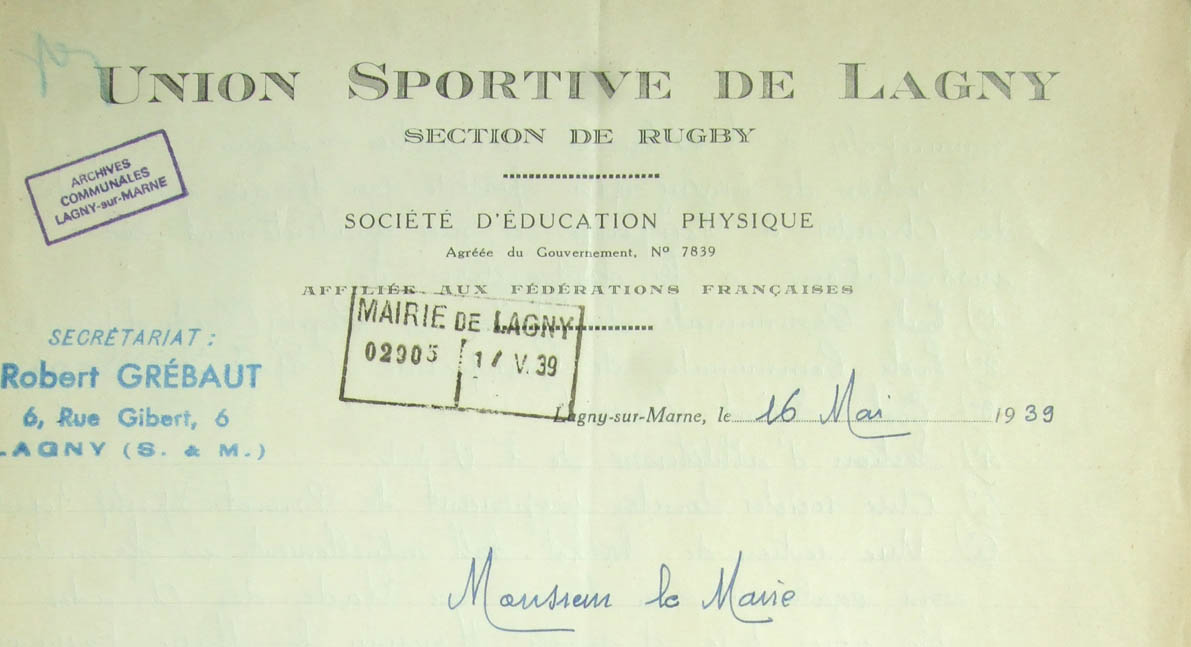 UNION SPORTIVE DE LAGNY
SECTION DE RUGBY
ARCHIVES
COMMUNALES
LAGNY-sur-MARNE
SOCIÉTÉ D'ÉDUCATION PHYSIQUE
Agréée du Gouvernement, Nº 7839
AFFILIÉE AUX FÉDÉRATIONS FRANÇAISES
MAIRIE DE LAGNY
02905 V. 39
SECRÉTARIAT :
Robert GRÉBAUT
6, Rue Gibert, 6
LAGNY (S. & M.)
Lagny-sur-Marne, le 16 Mai 1939
Monsieur le Maire